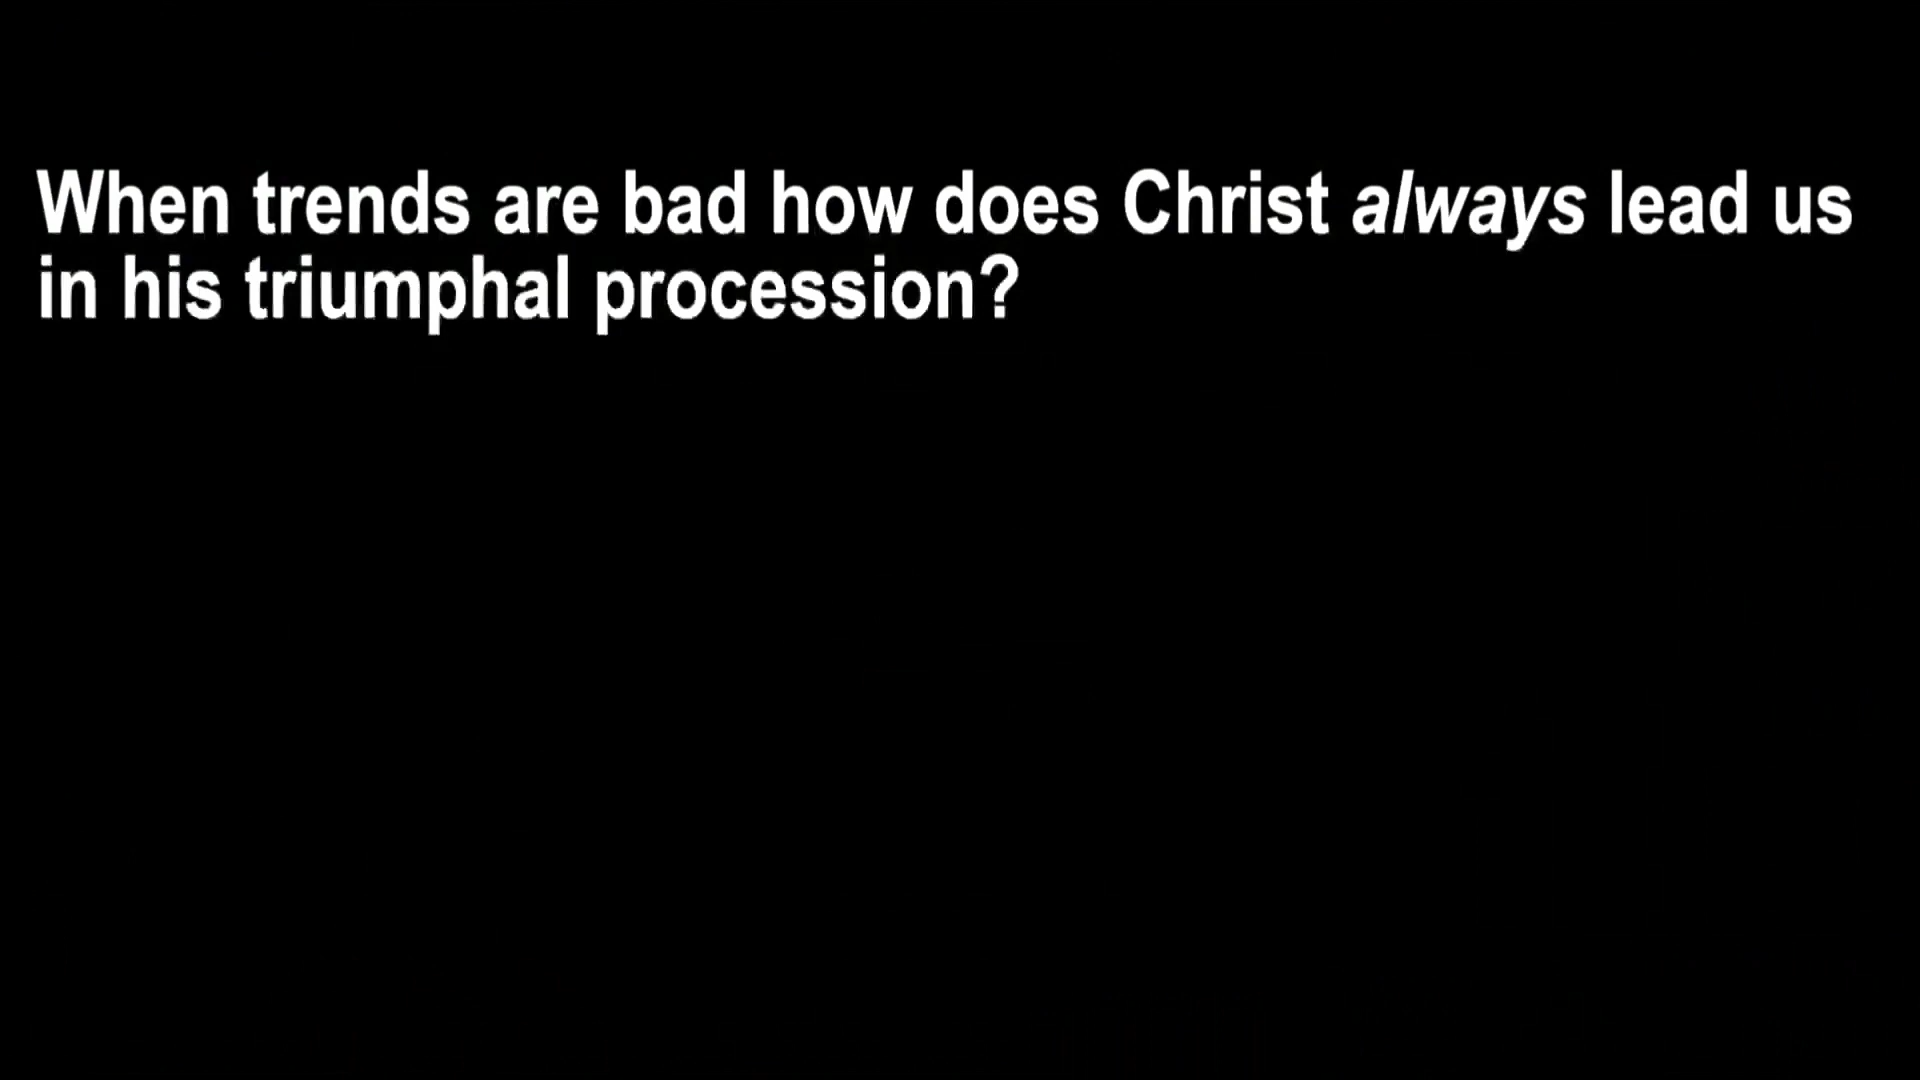 When trends are bad how does Christ always lead us
in his triumphal procession?